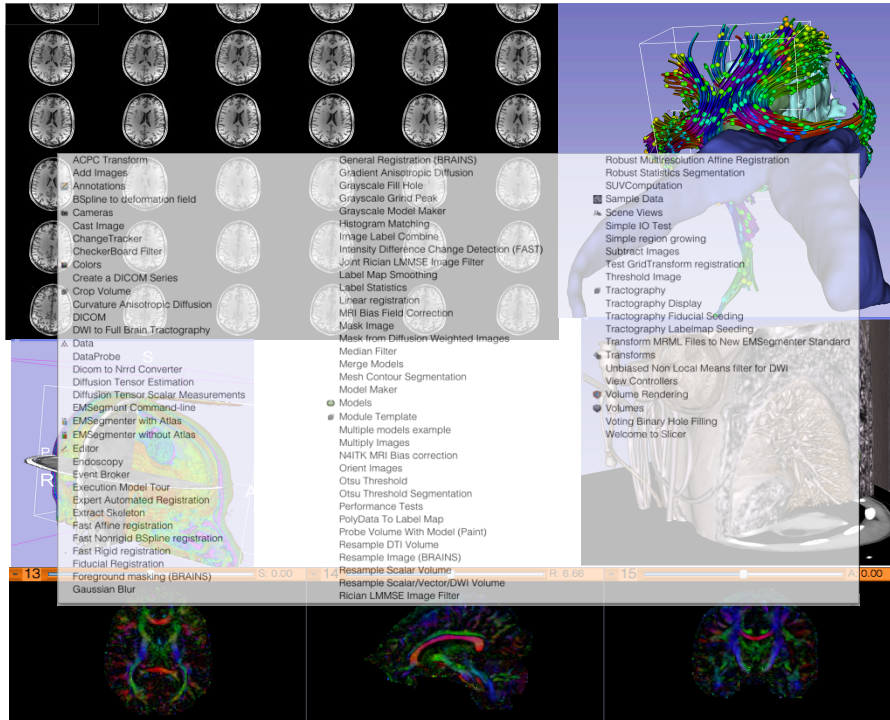 ACPC Transform
Add Images
Annotations
BSpline to deformation field
Cameras
Cast Image
ChangeTracker
CheckerBoard Filter
Colors
Create a DICOM Series
Crop Volume
Curvature Anisotropic Diffusion
DICOM
DWI to Full Brain Tractography
Data
DataProbe
Dicom to Nrrd Converter
Diffusion Tensor Estimation
Diffusion Tensor Scalar Measurements
EMSegment Command-line
EMSegmenter with Atlas
EMSegmenter without Atlas
Editor
Endoscopy
Event Broker
Execution Model Tour
Expert Automated Registration
Extract Skeleton
Fast Affine registration
Fast Nonrigid BSpline registration
Fast Rigid registration
Fiducial Registration
Foreground masking (BRAINS)
Gaussian Blur
General Registration (BRAINS)
Gradient Anisotropic Diffusion
Grayscale Fill Hole
Grayscale Grind Peak
Grayscale Model Maker
Histogram Matching
Image Label Combine
Intensity Difference Change Detection (FAST)
Joint Rician LMMSE Image Filter
Label Map Smoothing
Label Statistics
Linear registration
MRI Bias Field Correction
Mask Image
Mask from Diffusion Weighted Images
Median Filter
Merge Models
Mesh Contour Segmentation
Model Maker
Models
Module Template
Multiple models example
Multiply Images
N4ITK MRI Bias correction
Orient Images
Otsu Threshold
Otsu Threshold Segmentation
Performance Tests
PolyData To Label Map
Probe Volume With Model (Paint)
Resample DTI Volume
Resample Image (BRAINS)
Resample Scalar Volume
Resample Scalar/Vector/DWI Volume
Rician LMMSE Image Filter
Robust Multiresolution Affine Registration
Robust Statistics Segmentation
SUVComputation
Sample Data
Scene Views
Simple IO Test
Simple region growing
Subtract Images
Test GridTransform registration
Threshold Image
Tractography
Tractography Display
Tractography Fiducial Seeding
Tractography Labelmap Seeding
Transform MRML Files to New EMSegmenter Standard
Transforms
Unbiased Non Local Means filter for DWI
View Controllers
Volume Rendering
Volumes
Voting Binary Hole Filling
Welcome to Slicer
S
P
R
A
13 S: 0.00
14 R: 6.66
15 A: 0.00